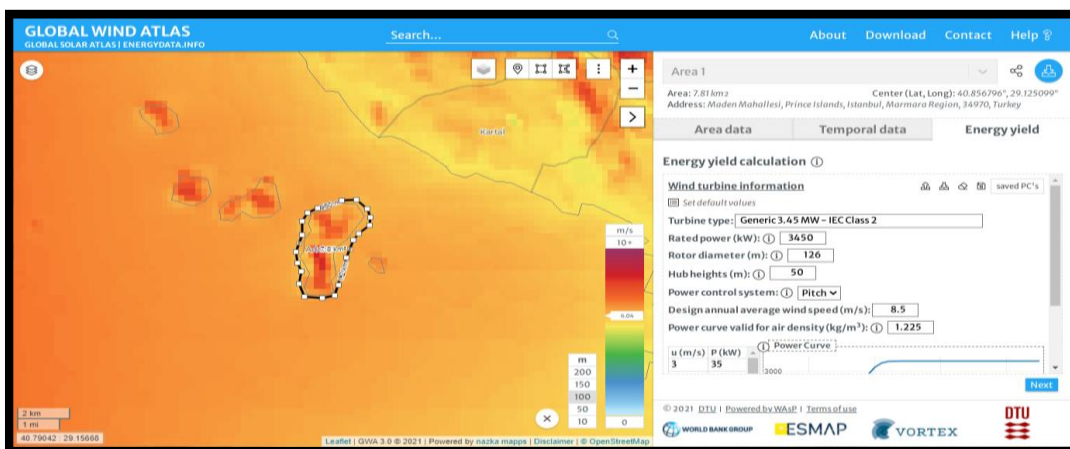 GLOBAL WIND ATLAS
GLOBAL SOLAR ATLAS | ENERGYDATA.INFO
Search...
About Download Contact Help
Kartal
m/s
10+
6.04
0
m
200
150
100
50
10
2 km
1 mi
40.79042 | 29.15668
Leaflet | GWA 3.0 © 2021 | Powered by nazka mapps | Disclaimer | © OpenStreetMap
Area 1
Area: 7.81 km2 Center (Lat, Long): 40.856796°, 29.125099°
Address: Maden Mahallesi, Prince Islands, Istanbul, Marmara Region, 34970, Turkey
Area data Temporal data Energy yield
Energy yield calculation
Wind turbine information saved PC's
Set default values
Turbine type: Generic 3.45 MW - IEC Class 2
Rated power (kW): 3450
Rotor diameter (m): 126
Hub heights (m): 50
Power control system: Pitch
Design annual average wind speed (m/s): 8.5
Power curve valid for air density (kg/m³): 1.225
u (m/s) P (kW) Power Curve
3 35 3000
Next
© 2021 DTU | Powered by WAsP | Terms of use
WORLD BANK GROUP ESMAP VORTEX DTU